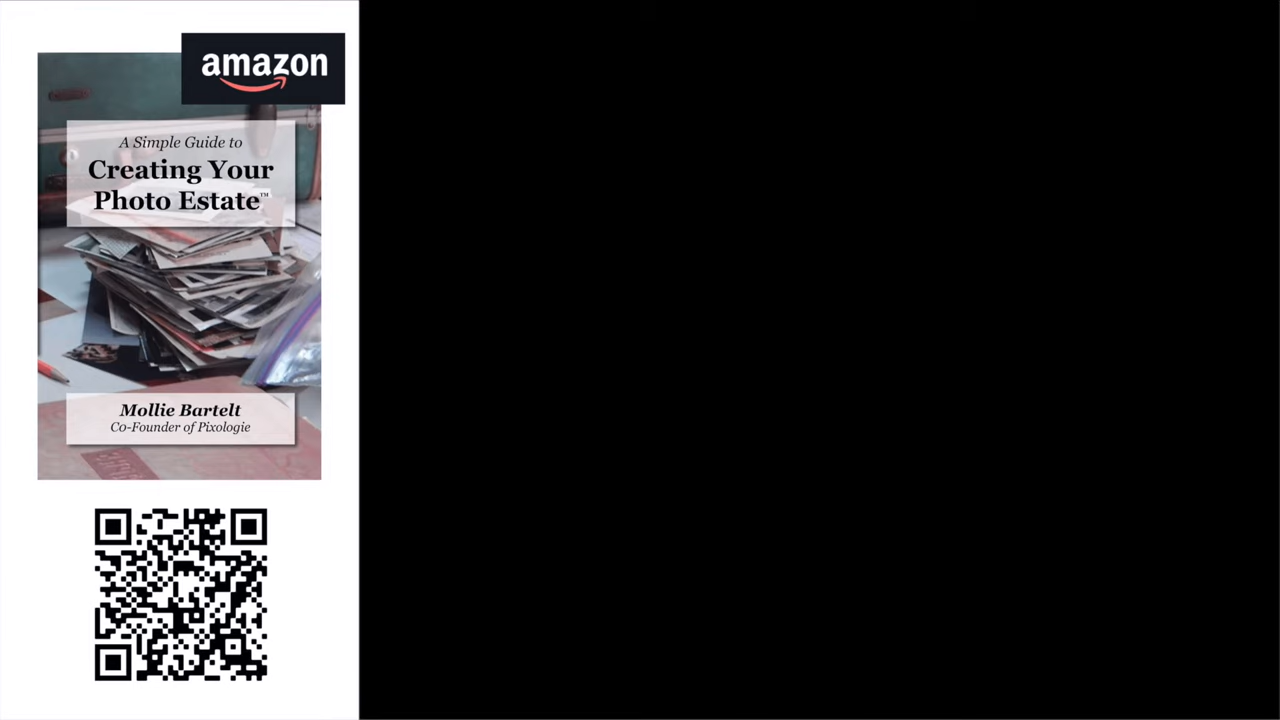 amazon
A Simple Guide to
Creating Your
Photo Estate™
Mollie Bartelt
Co-Founder of Pixologie